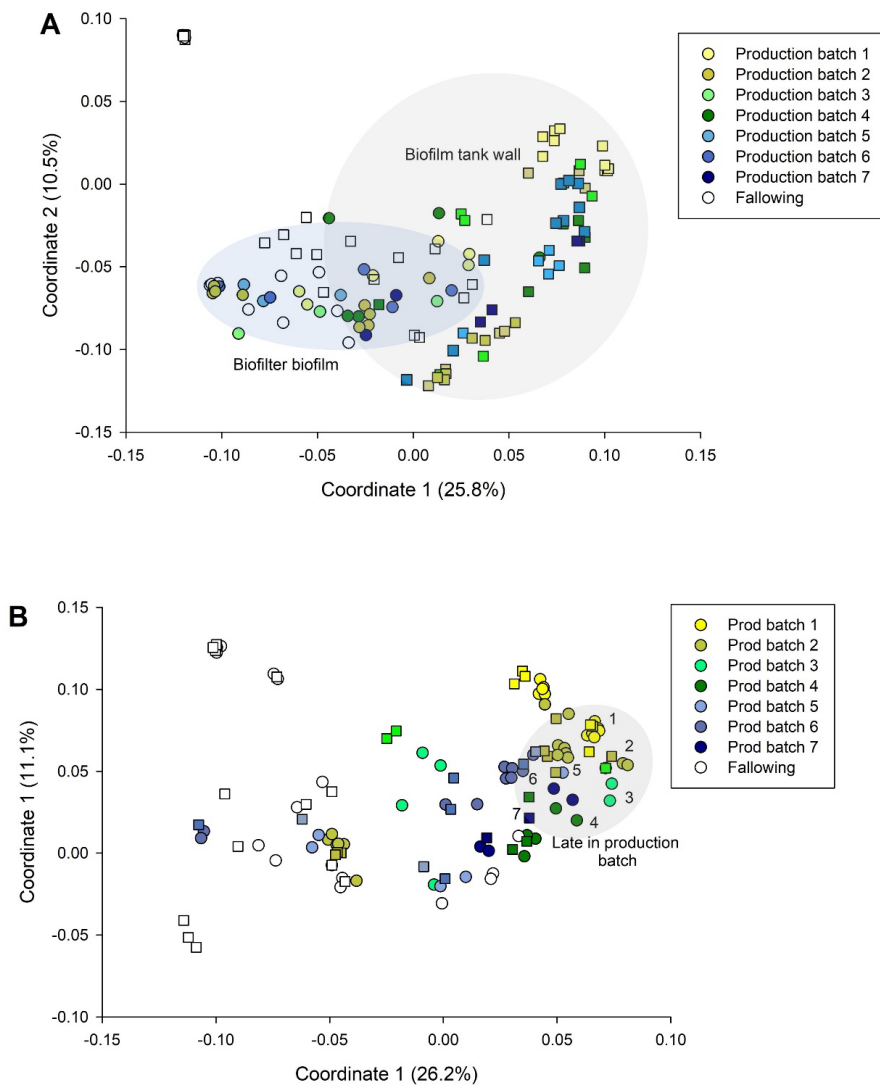 A
0.10
0.05
0.00
-0.05
-0.10
-0.15
Coordinate 2 (10.5%)
Biofilm tank wall
Biofilter biofilm
-0.15
-0.10
-0.05
0.00
0.05
0.10
0.15
Coordinate 1 (25.8%)
Production batch 1
Production batch 2
Production batch 3
Production batch 4
Production batch 5
Production batch 6
Production batch 7
Fallowing
B
0.15
0.10
0.05
0.00
-0.05
-0.10
Coordinate 1 (11.1%)
1
2
5
6
3
7
4
Late in production
batch
-0.15
-0.10
-0.05
0.00
0.05
0.10
Coordinate 1 (26.2%)
Prod batch 1
Prod batch 2
Prod batch 3
Prod batch 4
Prod batch 5
Prod batch 6
Prod batch 7
Fallowing